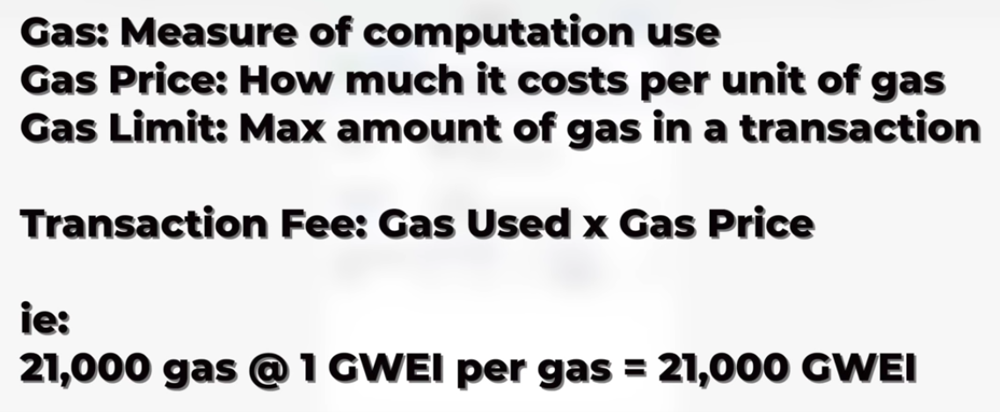 Gas: Measure of computation use
Gas Price: How much it costs per unit of gas
Gas Limit: Max amount of gas in a transaction
Transaction Fee: Gas Used x Gas Price
ie:
21,000 gas @ 1 GWEI per gas = 21,000 GWEI